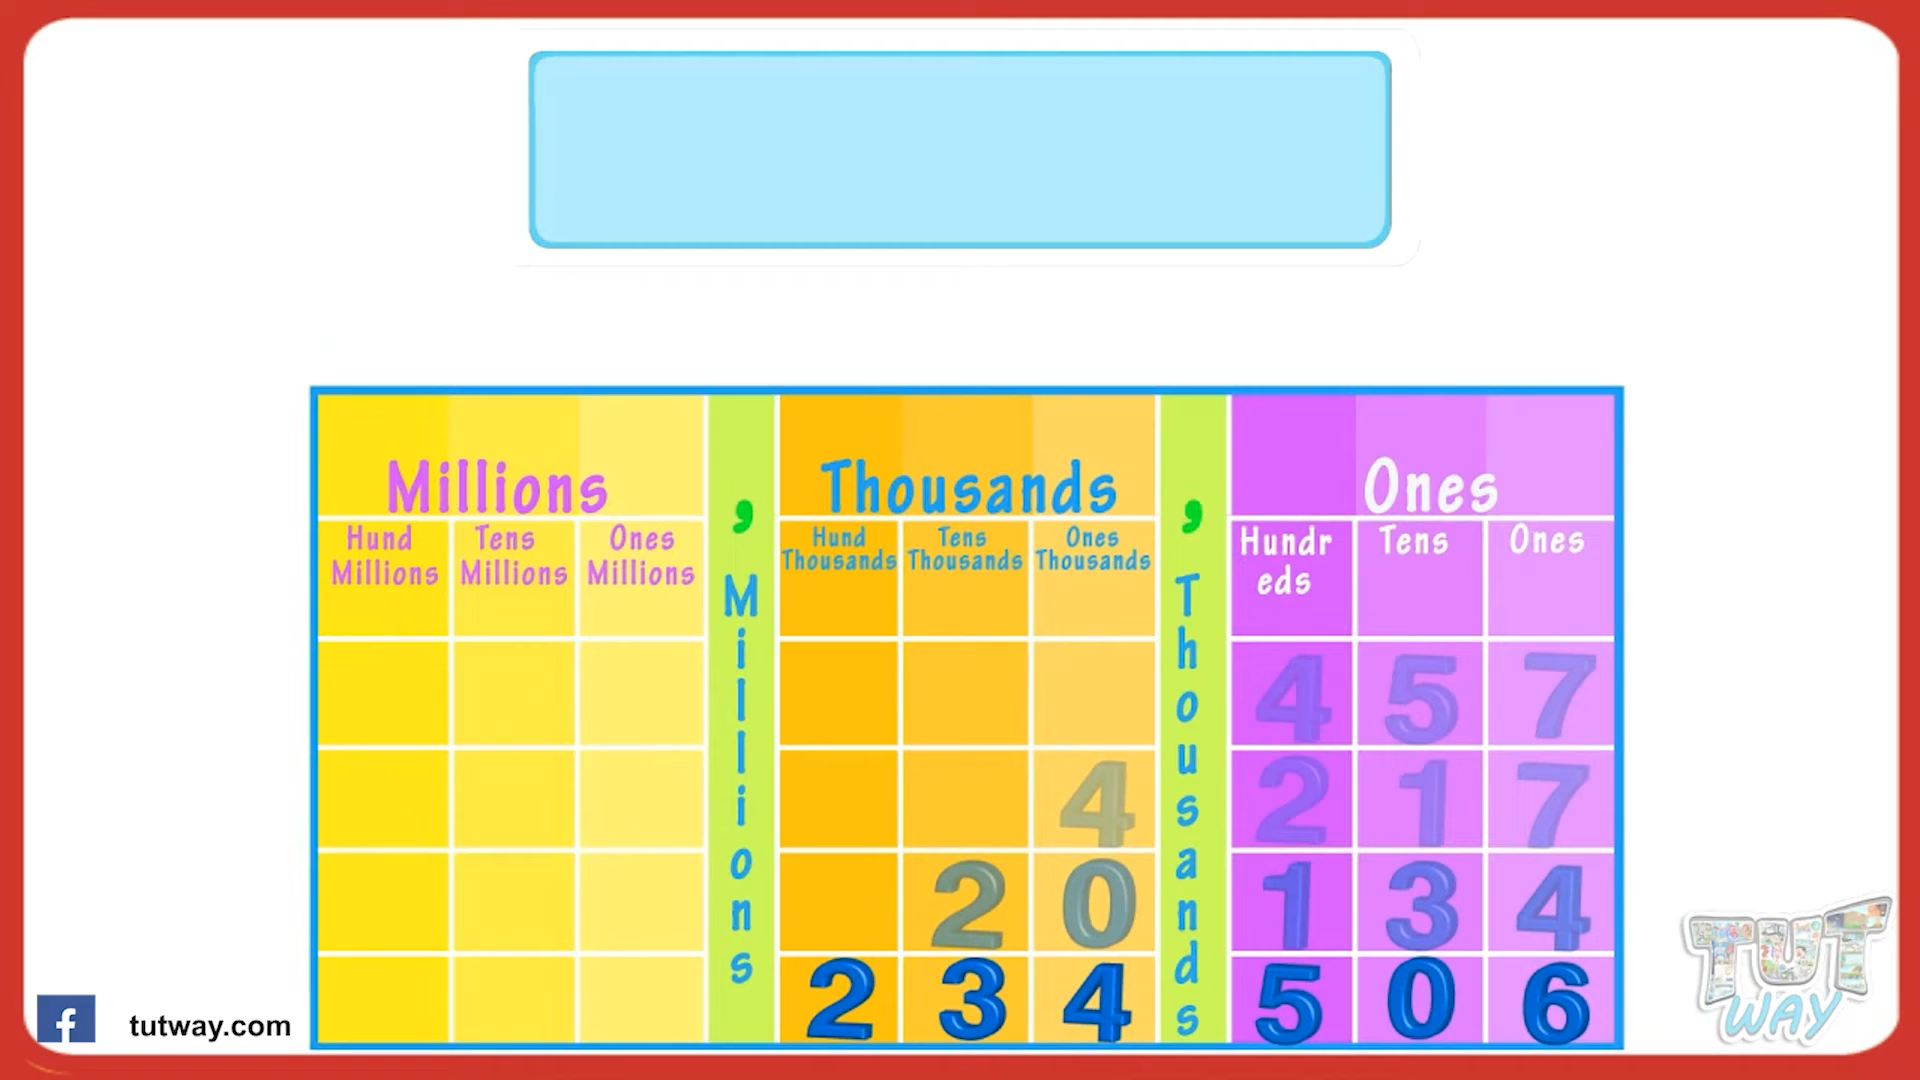 Millions , Thousands , Ones
Hund Millions Tens Millions Ones Millions Hund Thousands Tens Thousands Ones Thousands Hundr eds Tens Ones
Millions
Thousands
4 5 7
4 2 1 7
2 0 1 3 4
2 3 4 5 0 6
f tutway.com
TUT WAY